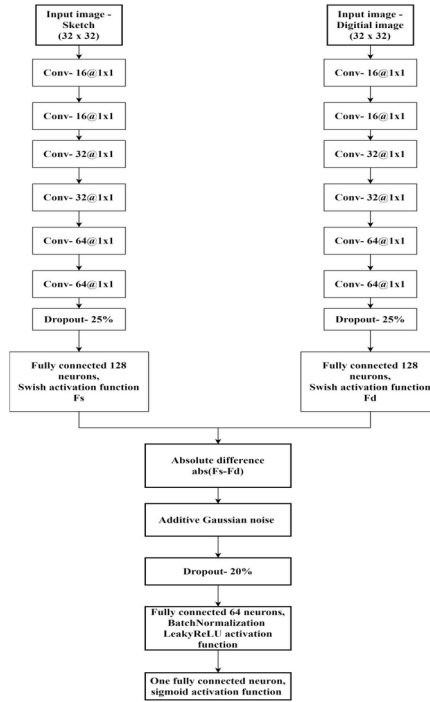 Input image -
Sketch
(32 x 32)
Conv- 16@1x1
Conv- 16@1x1
Conv- 32@1x1
Conv- 32@1x1
Conv- 64@1x1
Conv- 64@1x1
Dropout- 25%
Fully connected 128
neurons,
Swish activation function
Fs
Input image -
Digitial image
(32 x 32)
Conv- 16@1x1
Conv- 16@1x1
Conv- 32@1x1
Conv- 32@1x1
Conv- 64@1x1
Conv- 64@1x1
Dropout- 25%
Fully connected 128
neurons,
Swish activation function
Fd
Absolute difference
abs(Fs-Fd)
Additive Gaussian noise
Dropout- 20%
Fully connected 64 neurons,
BatchNormalization
LeakyReLU activation
function
One fully connected neuron,
sigmoid activation function